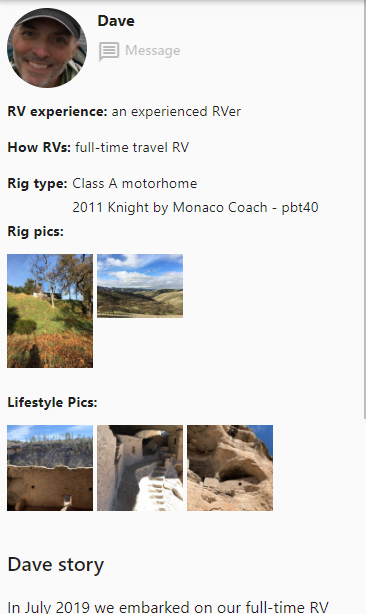 Dave
Message
RV experience: an experienced RVer
How RVs: full-time travel RV
Rig type: Class A motorhome
2011 Knight by Monaco Coach - pbt40
Rig pics:
Lifestyle Pics:
Dave story
In July 2019 we embarked on our full-time RV